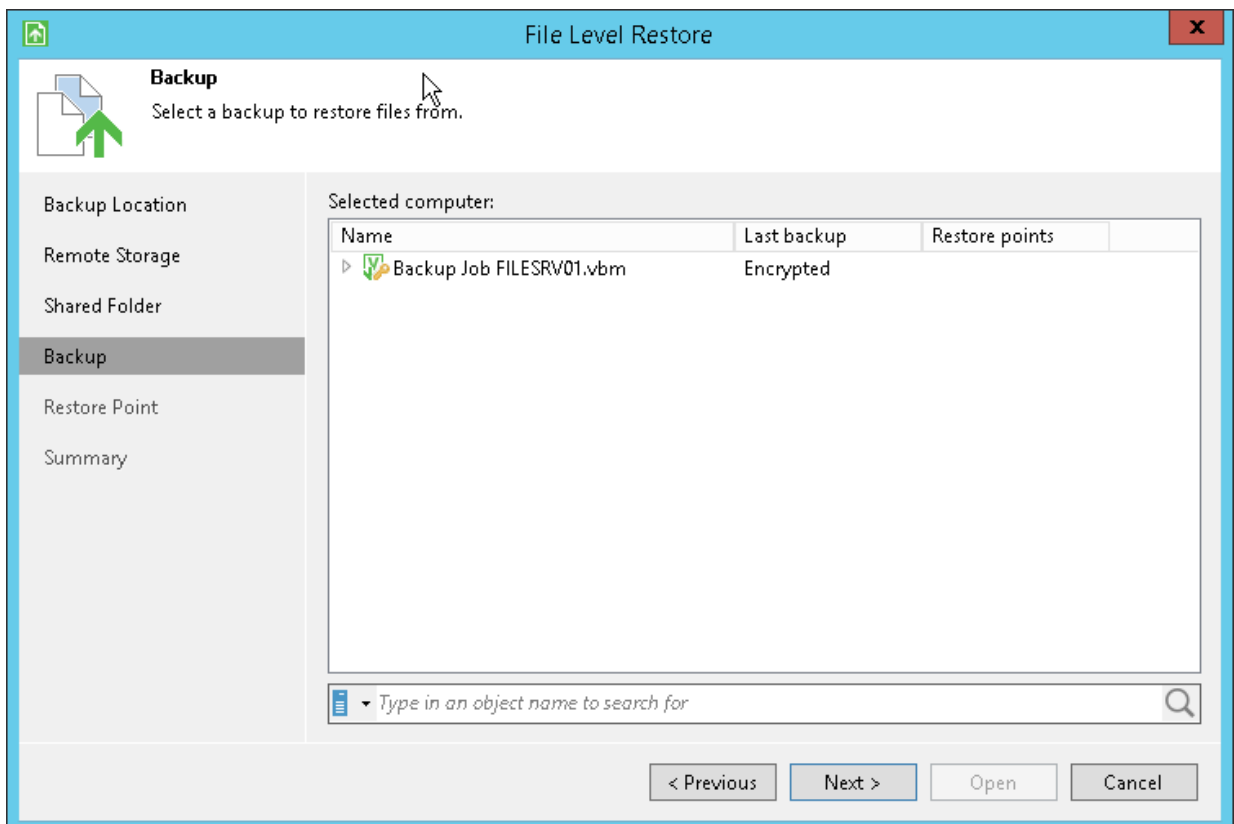 File Level Restore
x
Backup
Select a backup to restore files from.
Backup Location
Remote Storage
Shared Folder
Backup
Restore Point
Summary
Selected computer:
Name Last backup Restore points
Backup Job FILESRV01.vbm Encrypted
Type in an object name to search for
< Previous Next > Open Cancel